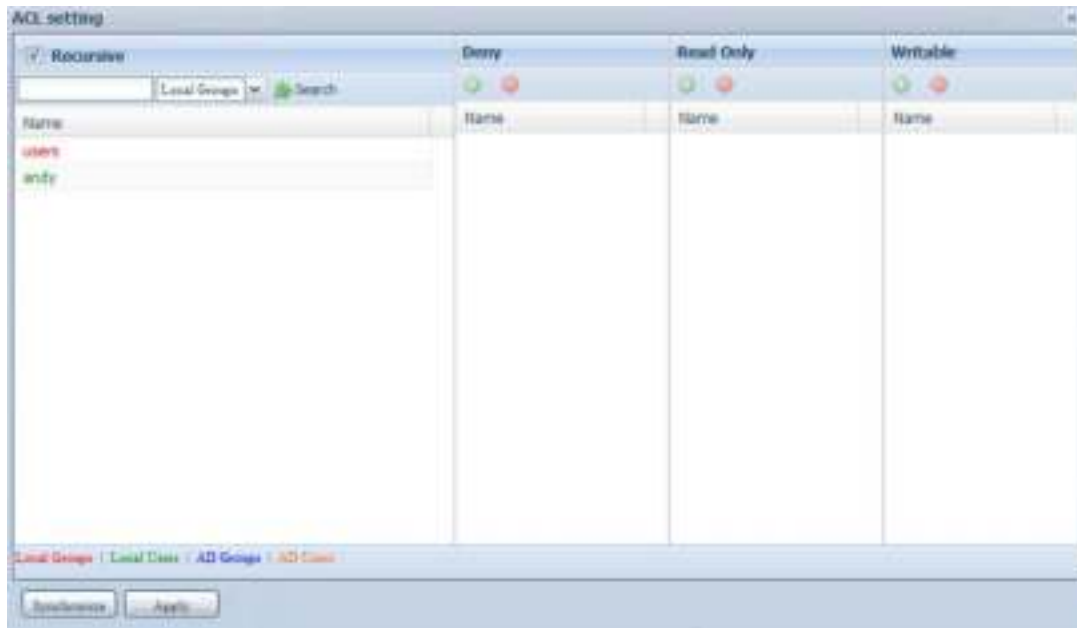 ACL setting
Recursive Deny Read Only Writable
Local Groups Search
Name Name Name Name
users
andy
Local Groups | Local Users | AD Groups | AD Users
Synchronize Apply